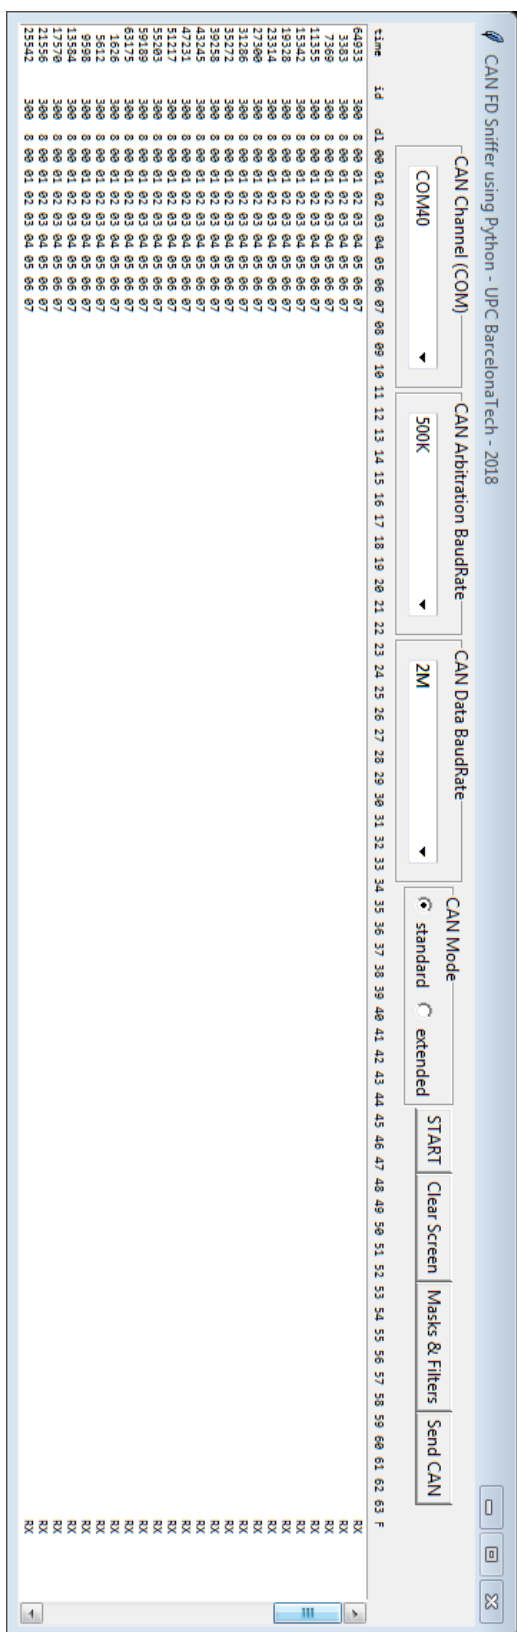 CAN FD Sniffer using Python - UPC BarcelonaTech - 2018
CAN Channel (COM) CAN Arbitration BaudRate CAN Data BaudRate CAN Mode
COM40 500K 2M standard extended START Clear Screen Masks & Filters Send CAN
time id dl 00 01 02 03 04 05 06 07 08 09 10 11 12 13 14 15 16 17 18 19 20 21 22 23 24 25 26 27 28 29 30 31 32 33 34 35 36 37 38 39 40 41 42 43 44 45 46 47 48 49 50 51 52 53 54 55 56 57 58 59 60 61 62 63 F
64933 300 8 00 01 02 03 04 05 06 07 RX
3383 300 8 00 01 02 03 04 05 06 07 RX
7369 300 8 00 01 02 03 04 05 06 07 RX
11355 300 8 00 01 02 03 04 05 06 07 RX
15342 300 8 00 01 02 03 04 05 06 07 RX
19328 300 8 00 01 02 03 04 05 06 07 RX
23314 300 8 00 01 02 03 04 05 06 07 RX
27300 300 8 00 01 02 03 04 05 06 07 RX
31286 300 8 00 01 02 03 04 05 06 07 RX
35272 300 8 00 01 02 03 04 05 06 07 RX
39258 300 8 00 01 02 03 04 05 06 07 RX
43245 300 8 00 01 02 03 04 05 06 07 RX
47231 300 8 00 01 02 03 04 05 06 07 RX
51217 300 8 00 01 02 03 04 05 06 07 RX
55203 300 8 00 01 02 03 04 05 06 07 RX
59189 300 8 00 01 02 03 04 05 06 07 RX
63175 300 8 00 01 02 03 04 05 06 07 RX
1626 300 8 00 01 02 03 04 05 06 07 RX
5612 300 8 00 01 02 03 04 05 06 07 RX
9598 300 8 00 01 02 03 04 05 06 07 RX
13584 300 8 00 01 02 03 04 05 06 07 RX
17570 300 8 00 01 02 03 04 05 06 07 RX
21556 300 8 00 01 02 03 04 05 06 07 RX
25542 300 8 00 01 02 03 04 05 06 07 RX